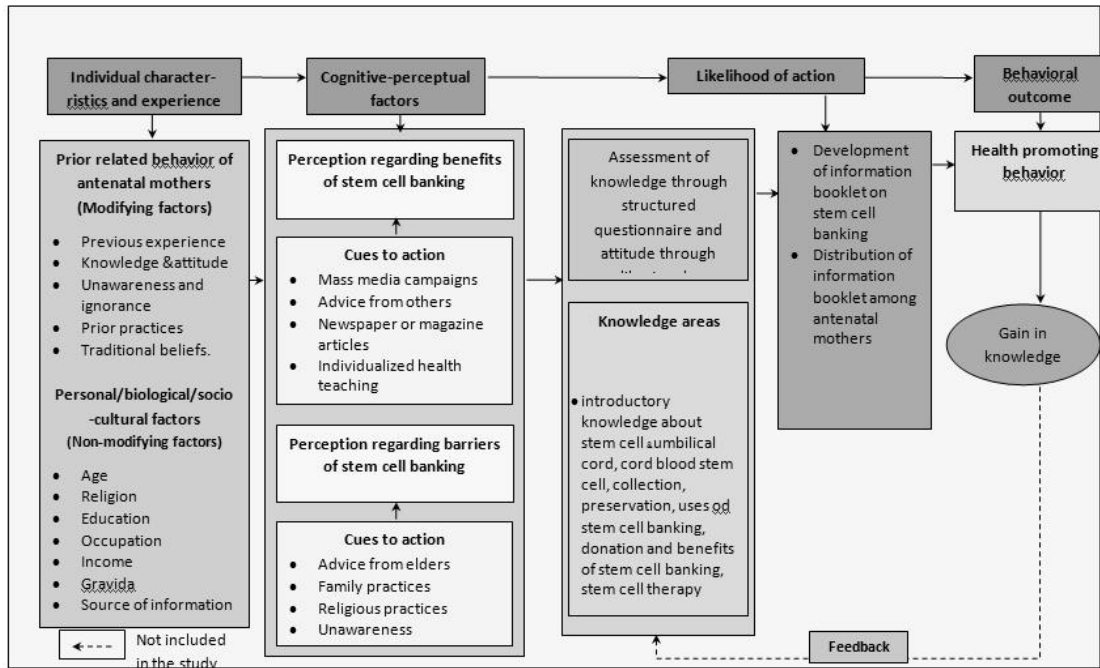 Individual character-
ristics and experience
Cognitive-perceptual
factors
Likelihood of action
Behavioral
outcome
Prior related behavior of
antenatal mothers
(Modifying factors)
• Previous experience
• Knowledge &attitude
• Unawareness and
ignorance
• Prior practices
• Traditional beliefs.
Personal/biological/socio
-cultural factors
(Non-modifying factors)
• Age
• Religion
• Education
• Occupation
• Income
• Gravida
• Source of information
Perception regarding benefits
of stem cell banking
Cues to action
• Mass media campaigns
• Advice from others
• Newspaper or magazine
articles
• Individualized health
teaching
Perception regarding barriers
of stem cell banking
Cues to action
• Advice from elders
• Family practices
• Religious practices
• Unawareness
Assessment of
knowledge through
structured
questionnaire and
attitude through
Knowledge areas
• introductory
knowledge about
stem cell &umbilical
cord, cord blood stem
cell, collection,
preservation, uses od
stem cell banking,
donation and benefits
of stem cell banking,
stem cell therapy
• Development
of information
booklet on
stem cell
banking
• Distribution of
information
booklet among
antenatal
mothers
Health promoting
behavior
Gain in
knowledge
Feedback
Not included
in the study